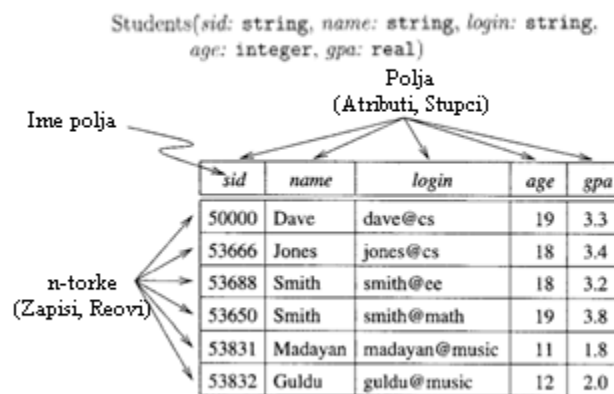 Students(sid: string, name: string, login: string,
age: integer, gpa: real)
Polja
(Atributi, Stupci)
Ime polja
sid name login age gpa
50000 Dave dave@cs 19 3.3
53666 Jones jones@cs 18 3.4
53688 Smith smith@ee 18 3.2
53650 Smith smith@math 19 3.8
53831 Madayan madayan@music 11 1.8
53832 Guldu guldu@music 12 2.0
n-torke
(Zapisi, Reovi)